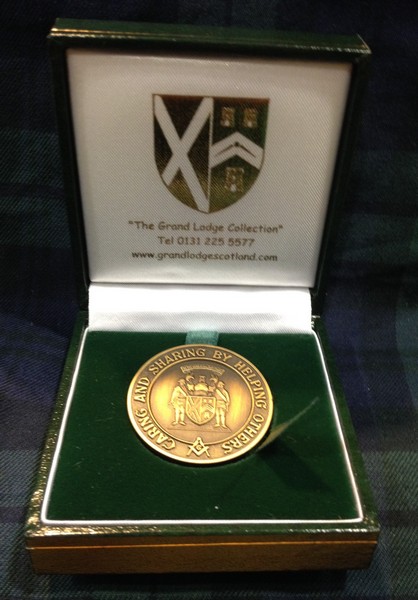 "The Grand Lodge Collection"
Tel 0131 225 5577
www.grandlodgescotland.com
CARING AND SHARING BY HELPING OTHERS